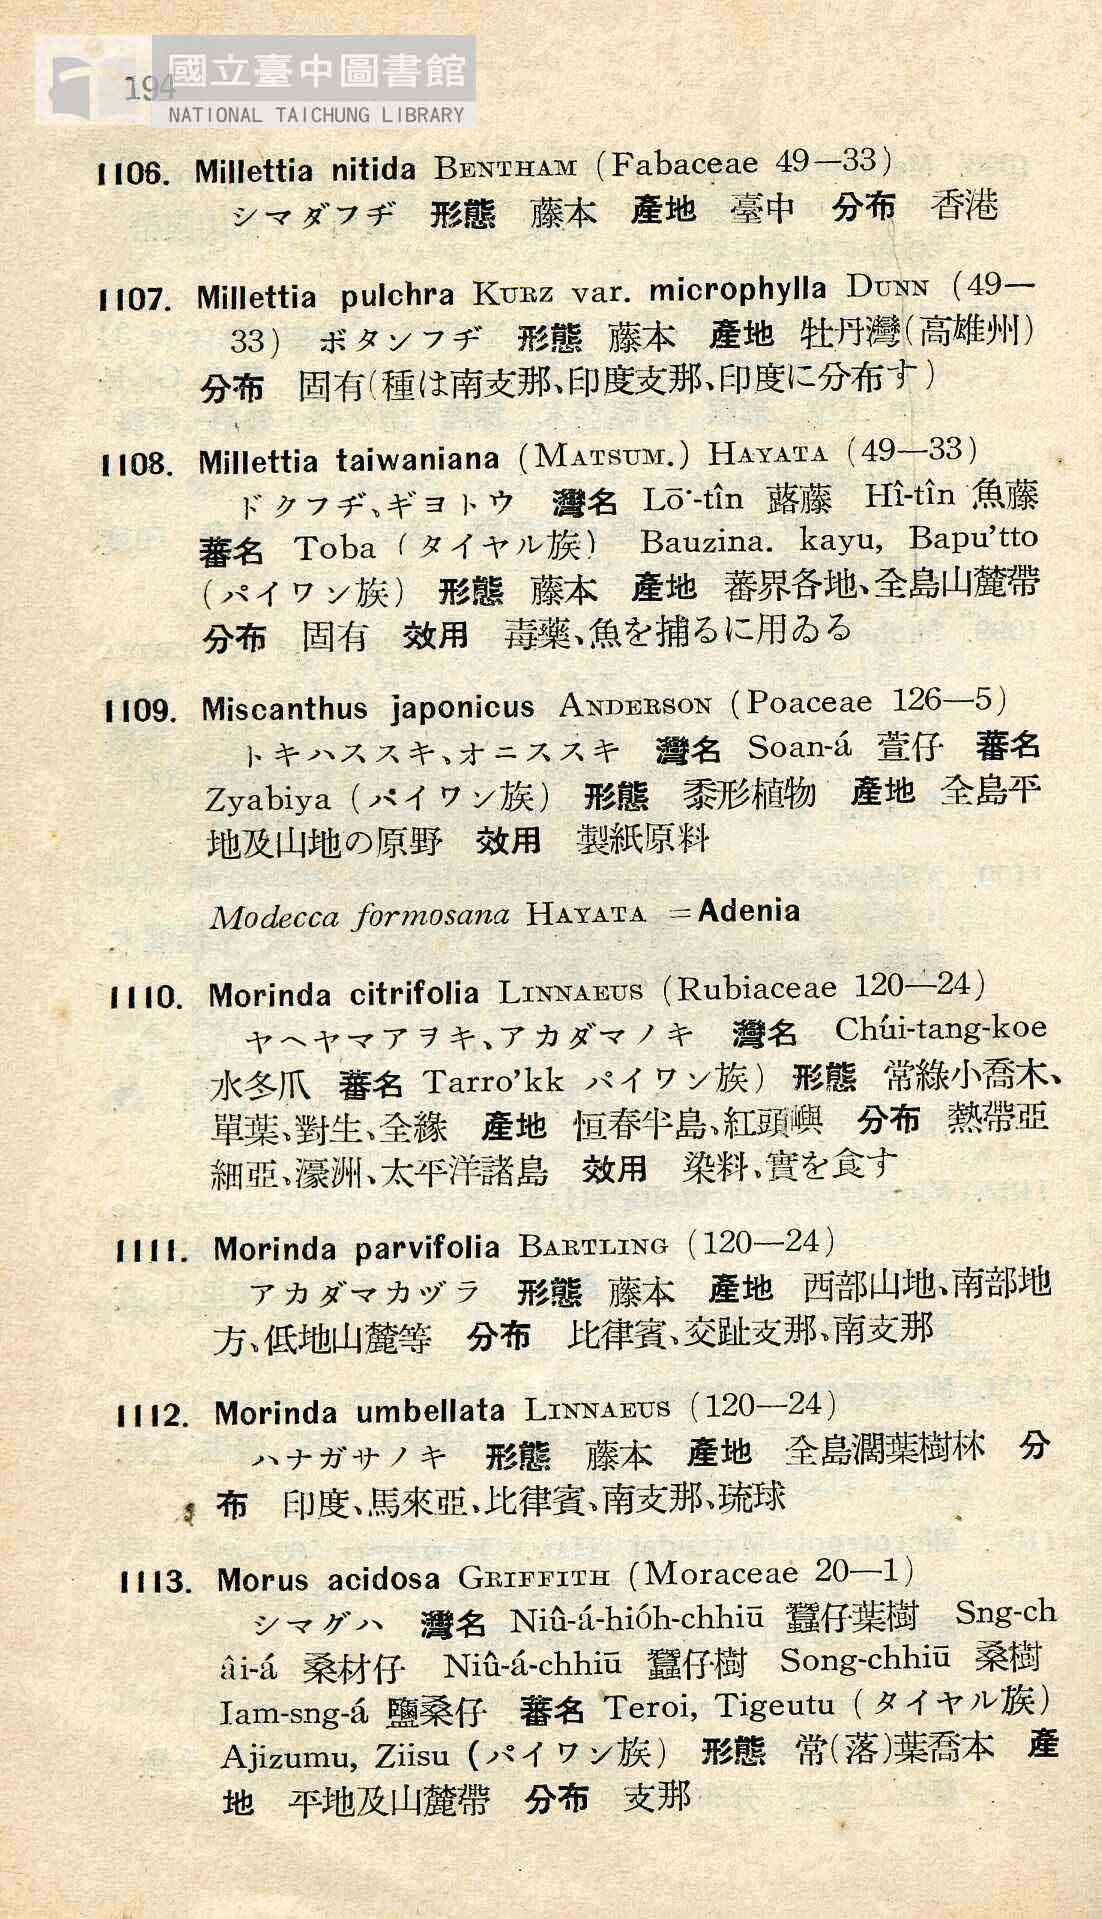 194
國立臺中圖書館
NATIONAL TAICHUNG LIBRARY
1106. Millettia nitida BENTHAM (Fabaceae 49—33)
シマダフヂ 形態 藤本 產地 臺中 分布 香港
1107. Millettia pulchra KURZ var. microphylla DUNN (49—
33) ボタンフヂ 形態 藤本 產地 牡丹灣(高雄州)
分布 固有(種は南支那、印度支那、印度に分布す)
1108. Millettia taiwaniana (MATSUM.) HAYATA (49—33)
ドクフヂ、ギヨトウ 灣名 Lō·-tîn 蕗藤 Hî-tîn 魚藤
蕃名 Toba (タイヤル族) Bauzina. kayu, Bapu'tto
(パイワン族) 形態 藤本 產地 蕃界各地、全島山麓帶
分布 固有 效用 毒藥、魚を捕るに用ゐる
1109. Miscanthus japonicus ANDERSON (Poaceae 126—5)
トキハススキ、オニススキ 灣名 Soan-á 萱仔 蕃名
Zyabiya (パイワン族) 形態 黍形植物 產地 全島平
地及山地の原野 效用 製紙原料
Modecca formosana HAYATA =Adenia
1110. Morinda citrifolia LINNAEUS (Rubiaceae 120—24)
ヤヘヤマアヲキ、アカダマノキ 灣名 Chúi-tang-koe
水冬爪 蕃名 Tarro'kk パイワン族) 形態 常綠小喬木、
單葉、對生、全緣 產地 恒春半島、紅頭嶼 分布 熱帶亞
細亞、濠洲、太平洋諸島 效用 染料、實を食す
1111. Morinda parvifolia BARTLING (120—24)
アカダマカヅラ 形態 藤本 產地 西部山地、南部地
方、低地山麓等 分布 比律賓、交趾支那、南支那
1112. Morinda umbellata LINNAEUS (120—24)
ハナガサノキ 形態 藤本 產地 全島濶葉樹林 分
布 印度、馬來亞、比律賓、南支那、琉球
1113. Morus acidosa GRIFFITH (Moraceae 20—1)
シマグハ 灣名 Niû-á-hióh-chhiū 蠶仔葉樹 Sng-ch
âi-á 桑材仔 Niû-á-chhiū 蠶仔樹 Song-chhiū 桑樹
Iam-sng-á 鹽桑仔 蕃名 Teroi, Tigeutu (タイヤル族)
Ajizumu, Ziisu (パイワン族) 形態 常(落)葉喬本 產
地 平地及山麓帶 分布 支那